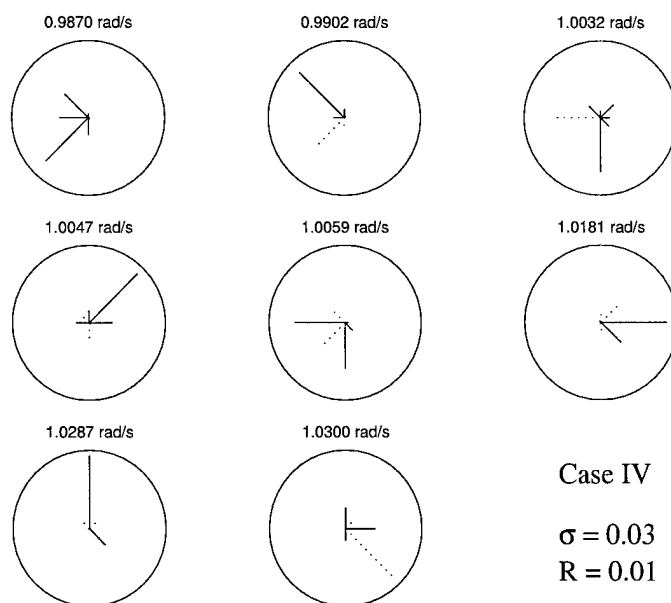 0.9870 rad/s
0.9902 rad/s
1.0032 rad/s
1.0047 rad/s
1.0059 rad/s
1.0181 rad/s
1.0287 rad/s
1.0300 rad/s
Case IV
σ = 0.03
R = 0.01